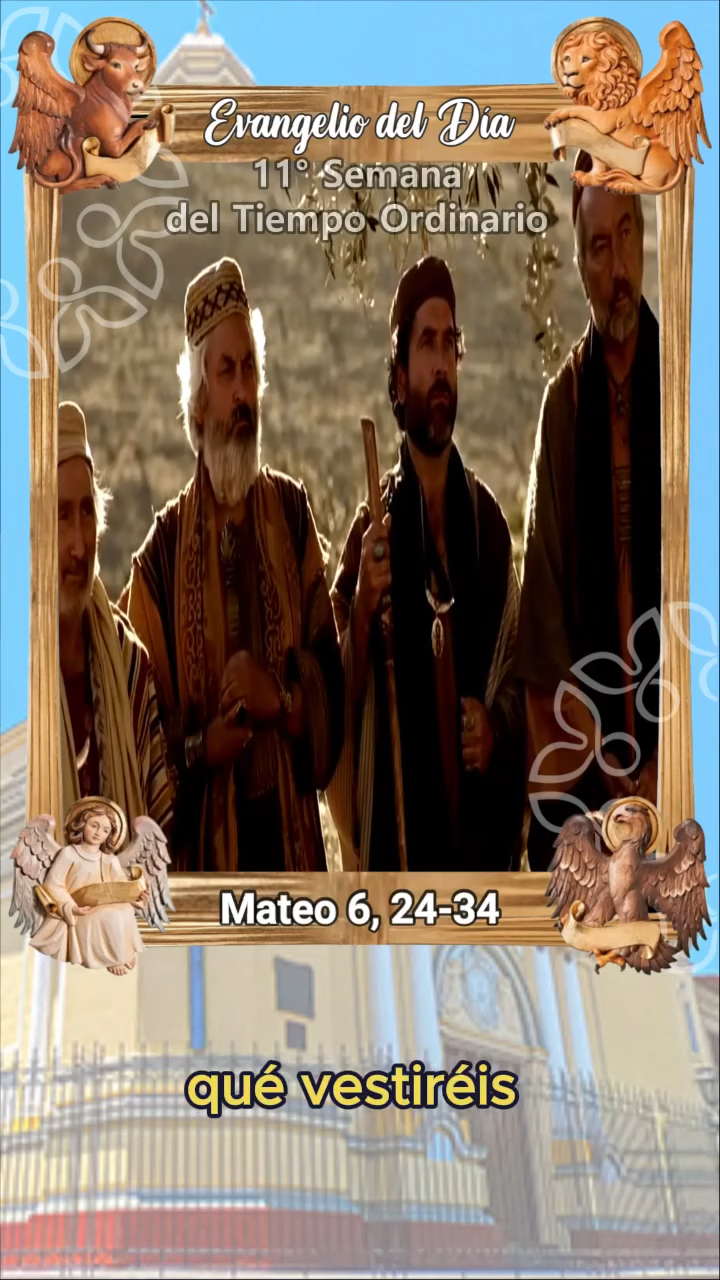 Evangelio del Día
11° Semana
del Tiempo Ordinario
Mateo 6, 24-34
qué vestiréis